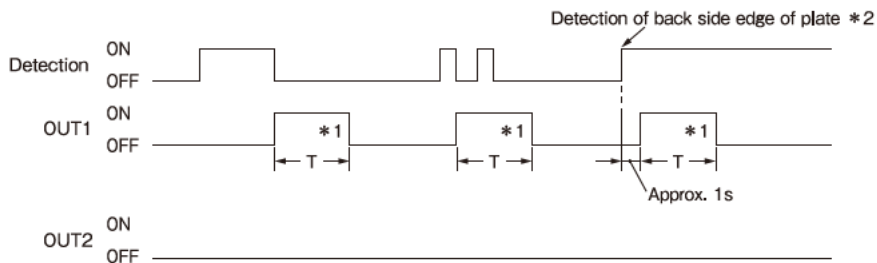 Detection of back side edge of plate *2
Detection
ON
OFF
OUT1
ON
OFF
*1
*1
*1
T
T
T
Approx. 1s
OUT2
ON
OFF